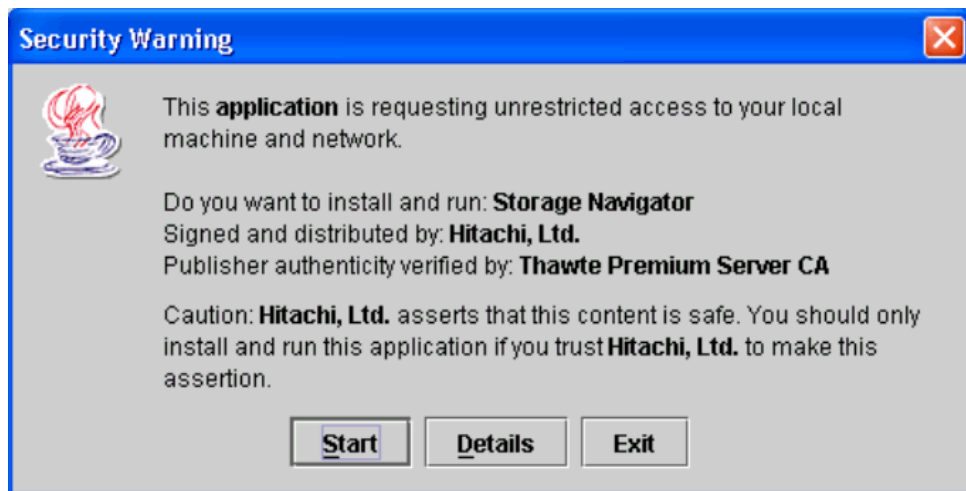 Security Warning
This application is requesting unrestricted access to your local
machine and network.
Do you want to install and run: Storage Navigator
Signed and distributed by: Hitachi, Ltd.
Publisher authenticity verified by: Thawte Premium Server CA
Caution: Hitachi, Ltd. asserts that this content is safe. You should only
install and run this application if you trust Hitachi, Ltd. to make this
assertion.
Start Details Exit